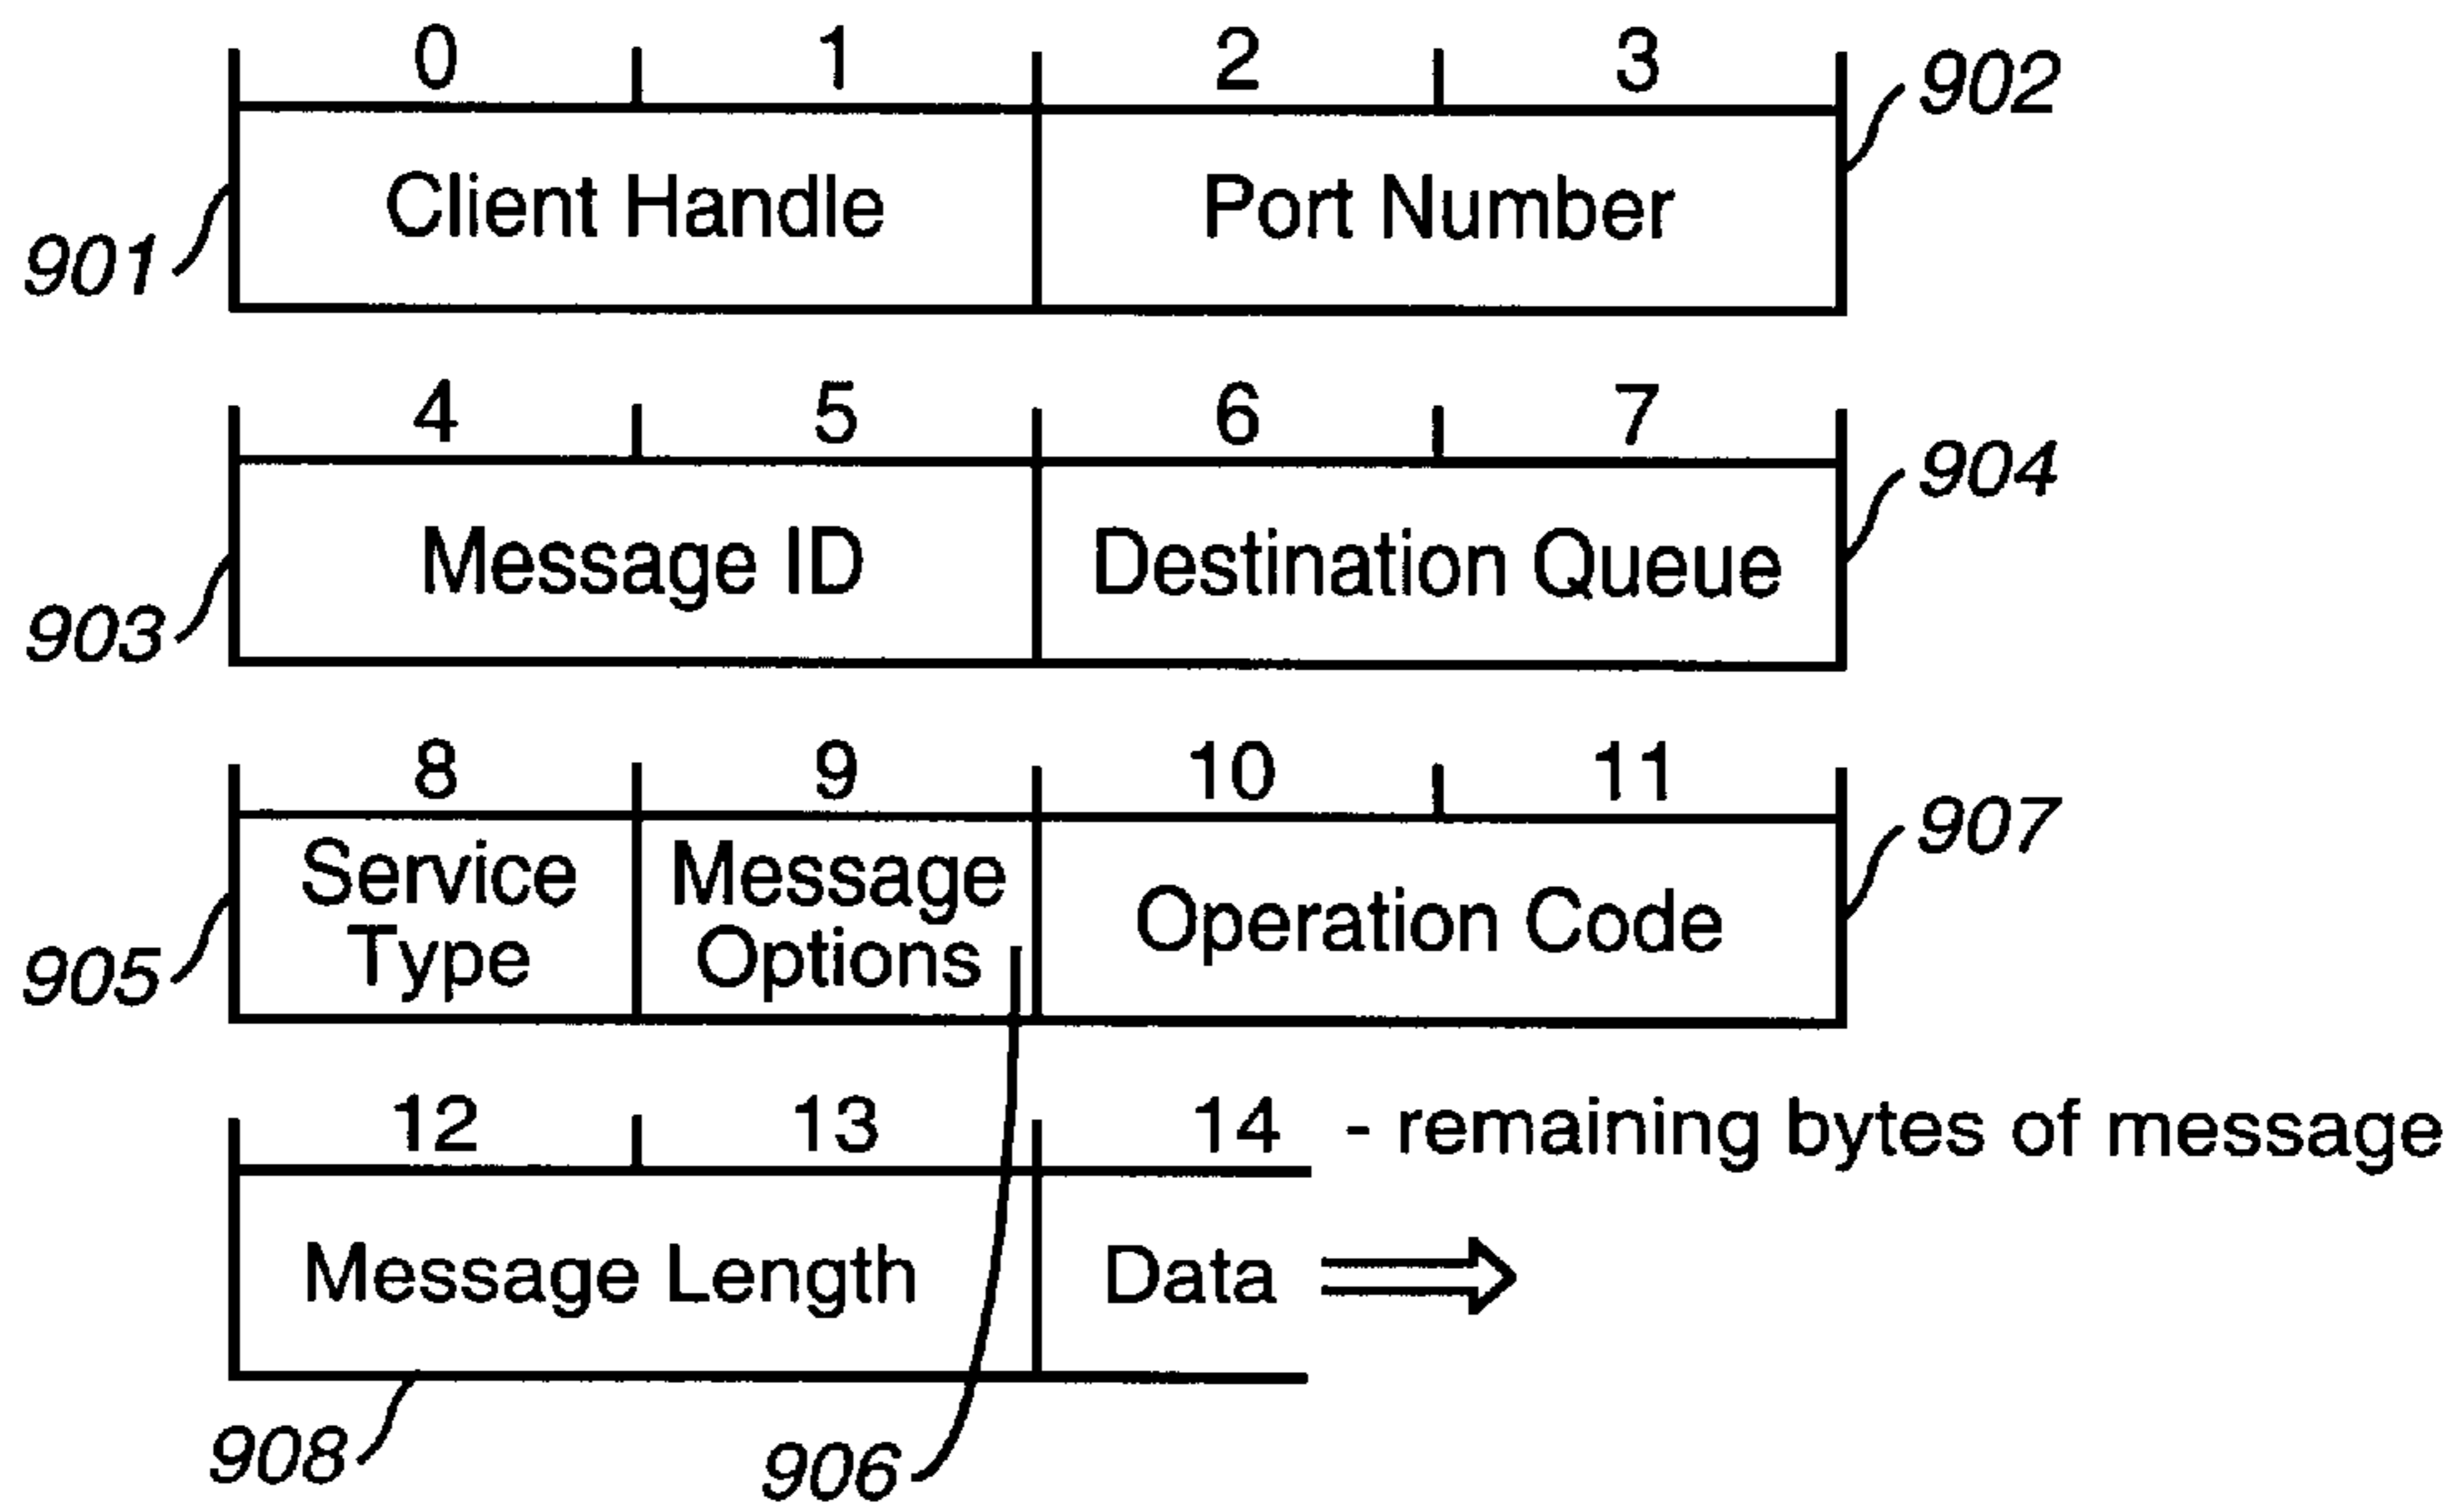 0 1 2 3
902
Client Handle Port Number
901
4 5 6 7
904
Message ID Destination Queue
903
8 9 10 11
907
Service Message
Operation Code
Type Options
905
12 13 14 - remaining bytes of message
Message Length Data
908
906